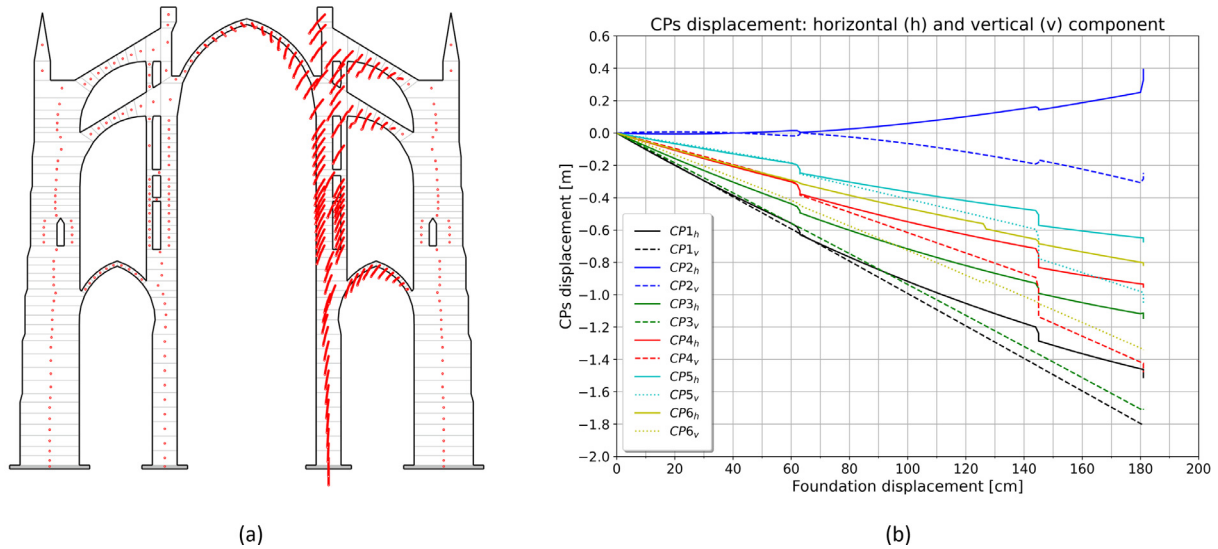 CPs displacement: horizontal (h) and vertical (v) component
CPs displacement [m]
0.6
0.4
0.2
0.0
−0.2
−0.4
−0.6
−0.8
−1.0
−1.2
−1.4
−1.6
−1.8
−2.0
CP1h
CP1v
CP2h
CP2v
CP3h
CP3v
CP4h
CP4v
CP5h
CP5v
CP6h
CP6v
0 20 40 60 80 100 120 140 160 180 200
Foundation displacement [cm]
(a) (b)